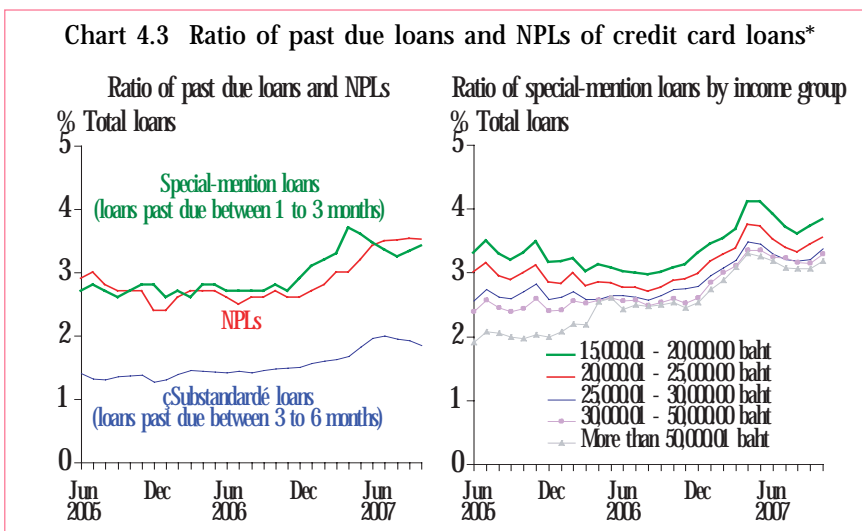 Chart 4.3 Ratio of past due loans and NPLs of credit card loans*
Ratio of past due loans and NPLs
% Total loans
5
4
3
2
1
0
Special-mention loans
(loans past due between 1 to 3 months)
NPLs
çSubstandardé loans
(loans past due between 3 to 6 months)
Jun
2005
Dec
Jun
2006
Dec
Jun
2007
Ratio of special-mention loans by income group
% Total loans
5
4
3
2
1
0
15,000.01 - 20,000.00 baht
20,000.01 - 25,000.00 baht
25,000.01 - 30,000.00 baht
30,000.01 - 50,000.00 baht
More than 50,000.01 baht
Jun
2005
Dec
Jun
2006
Dec
Jun
2007